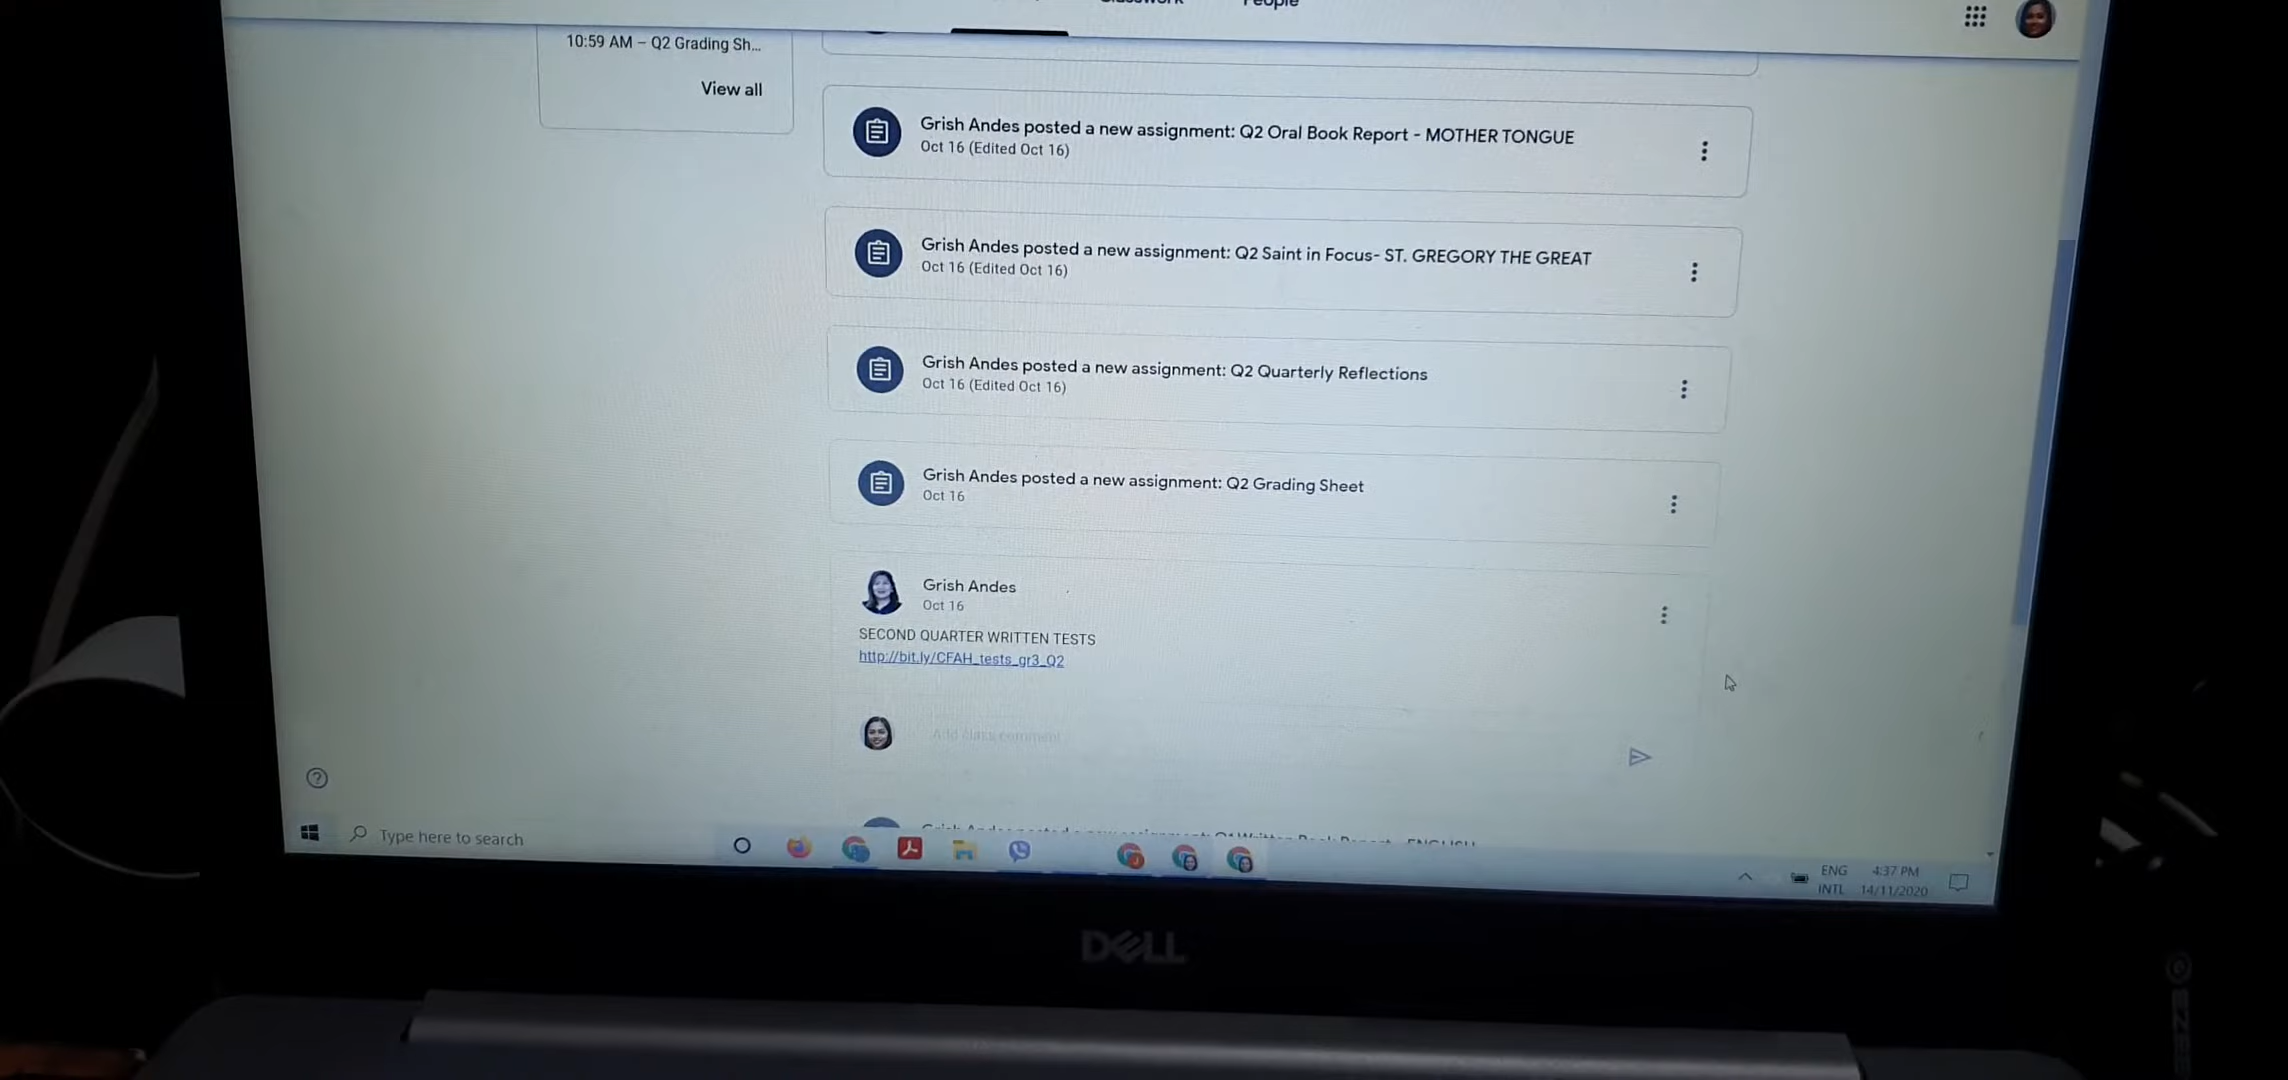 People
10:59 AM – Q2 Grading Sh...
View all
Grish Andes posted a new assignment: Q2 Oral Book Report - MOTHER TONGUE
Oct 16 (Edited Oct 16)
Grish Andes posted a new assignment: Q2 Saint in Focus- ST. GREGORY THE GREAT
Oct 16 (Edited Oct 16)
Grish Andes posted a new assignment: Q2 Quarterly Reflections
Oct 16 (Edited Oct 16)
Grish Andes posted a new assignment: Q2 Grading Sheet
Oct 16
Grish Andes
Oct 16
SECOND QUARTER WRITTEN TESTS
http://bit.ly/CFAH_tests_gr3_Q2
Add class comment
Type here to search
ENG
INTL
4:37 PM
14/11/2020
DELL